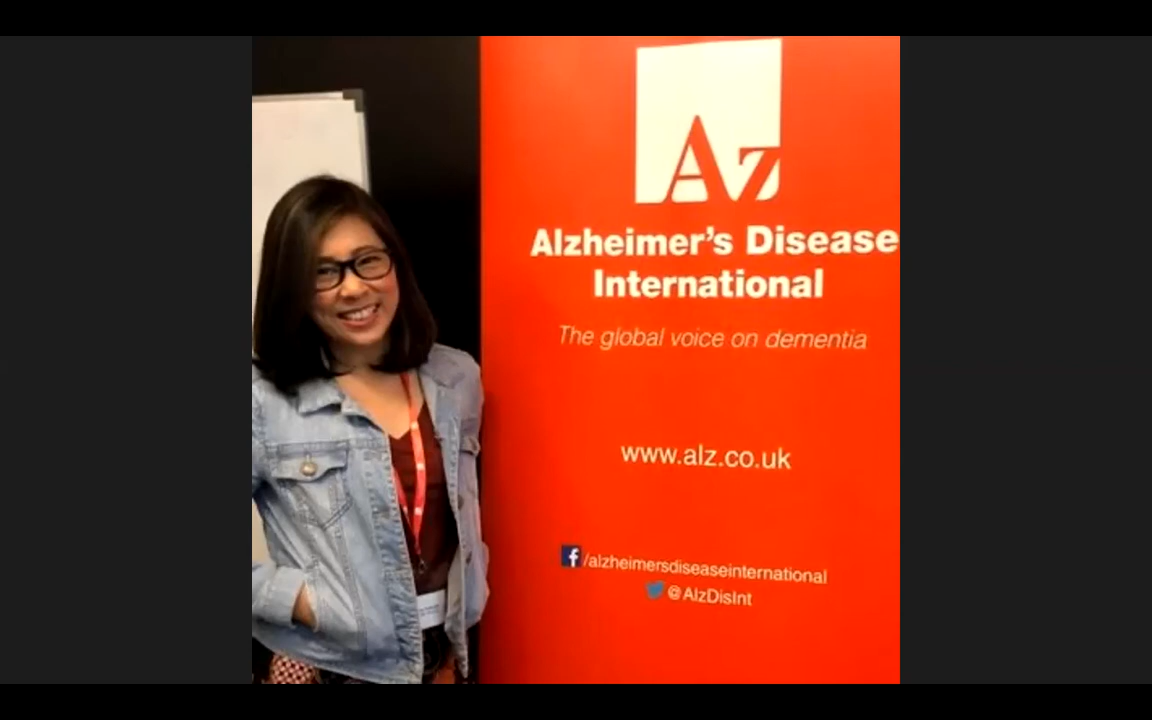 Az
Alzheimer's Disease
International
The global voice on dementia
www.alz.co.uk
f/alzheimersdiseaseinternational
@AlzDisInt